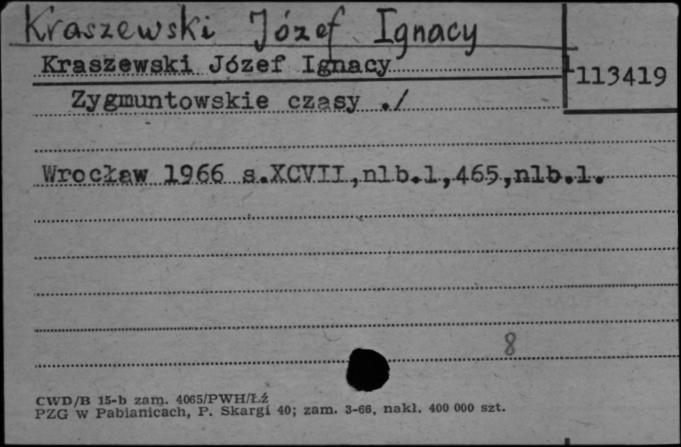 Kraszewski Józef Ignacy
Kraszewski Józef Ignacy
113419
Zygmuntowskie czasy ./
Wrocław 1966 s.XCVII,nlb.1,465,nlb.1.
8
CWD/B 15-b zam. 4065/PWH/Łź
PZG w Pabianicach, P. Skargi 40; zam. 3-66, nakł. 400 000 szt.